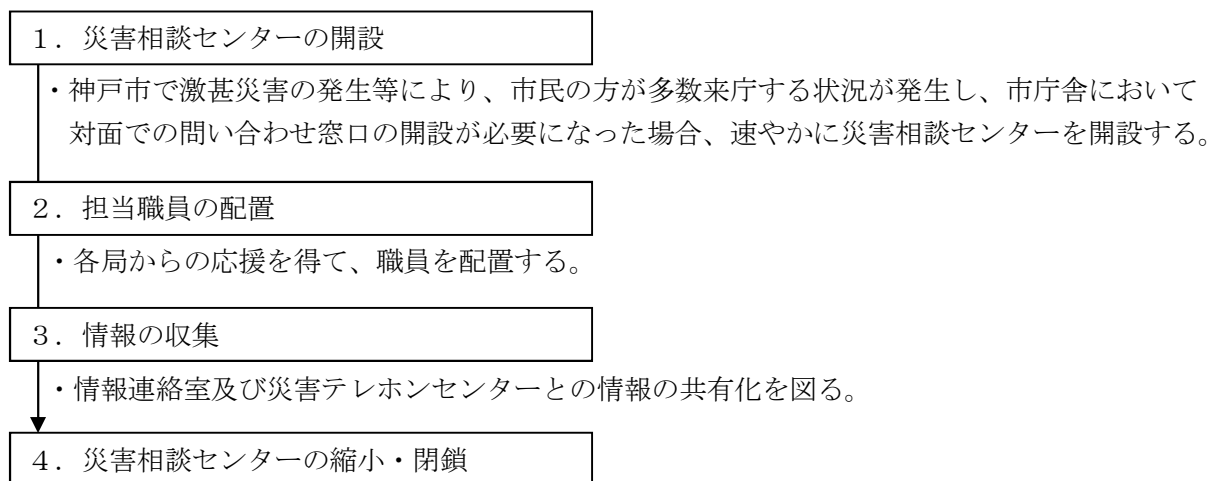 １．災害相談センターの開設
・神戸市で激甚災害の発生等により、市民の方が多数来庁する状況が発生し、市庁舎において
対面での問い合わせ窓口の開設が必要になった場合、速やかに災害相談センターを開設する。
２．担当職員の配置
・各局からの応援を得て、職員を配置する。
３．情報の収集
・情報連絡室及び災害テレホンセンターとの情報の共有化を図る。
４．災害相談センターの縮小・閉鎖